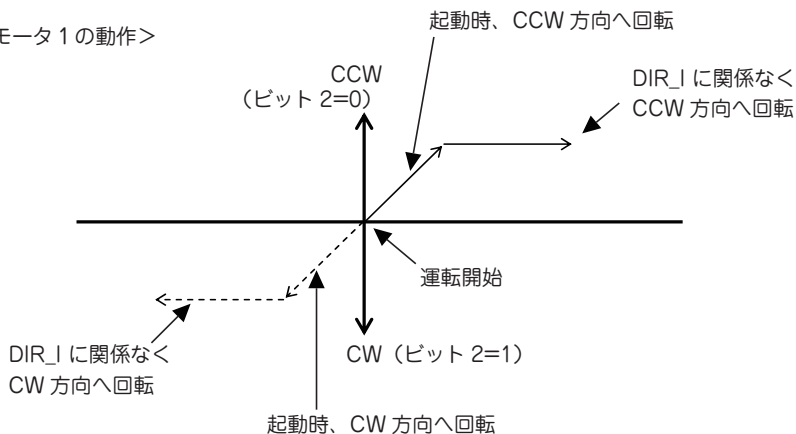 モータ 1 の動作＞
起動時、CCW 方向へ回転
CCW
（ビット 2=0）
DIR_I に関係なく
CCW 方向へ回転
運転開始
DIR_I に関係なく
CW 方向へ回転
CW（ビット 2=1）
起動時、CW 方向へ回転